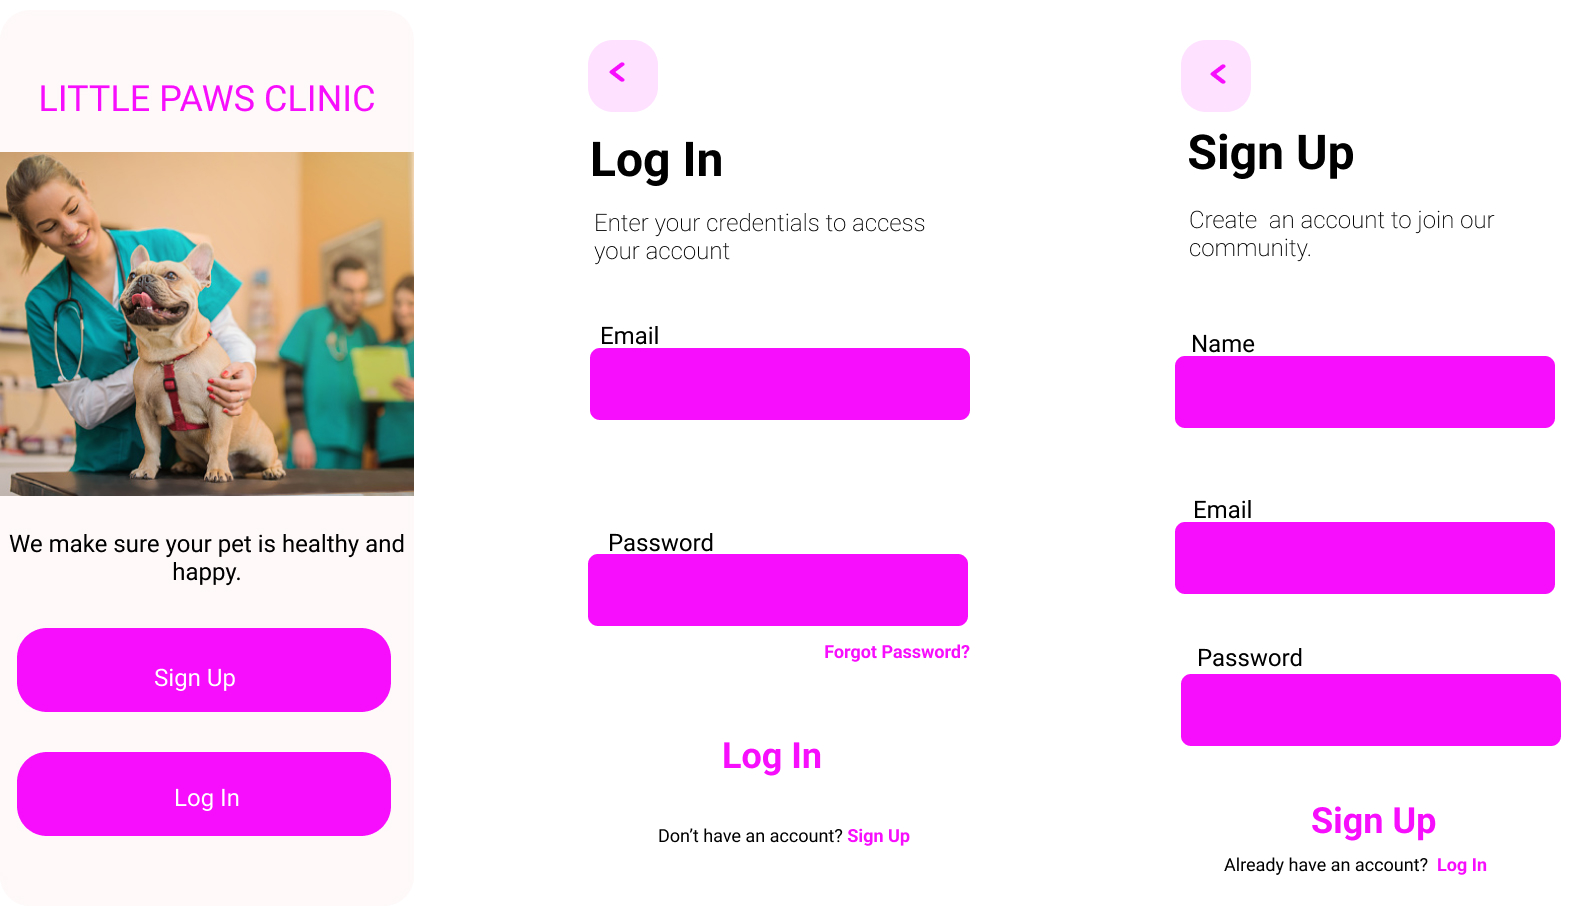 LITTLE PAWS CLINIC
We make sure your pet is healthy and
happy.
Sign Up
Log In
<
Log In
Enter your credentials to access
your account
Email
Password
Forgot Password?
Log In
Don’t have an account? Sign Up
<
Sign Up
Create  an account to join our
community.
Name
Email
Password
Sign Up
Already have an account?  Log In